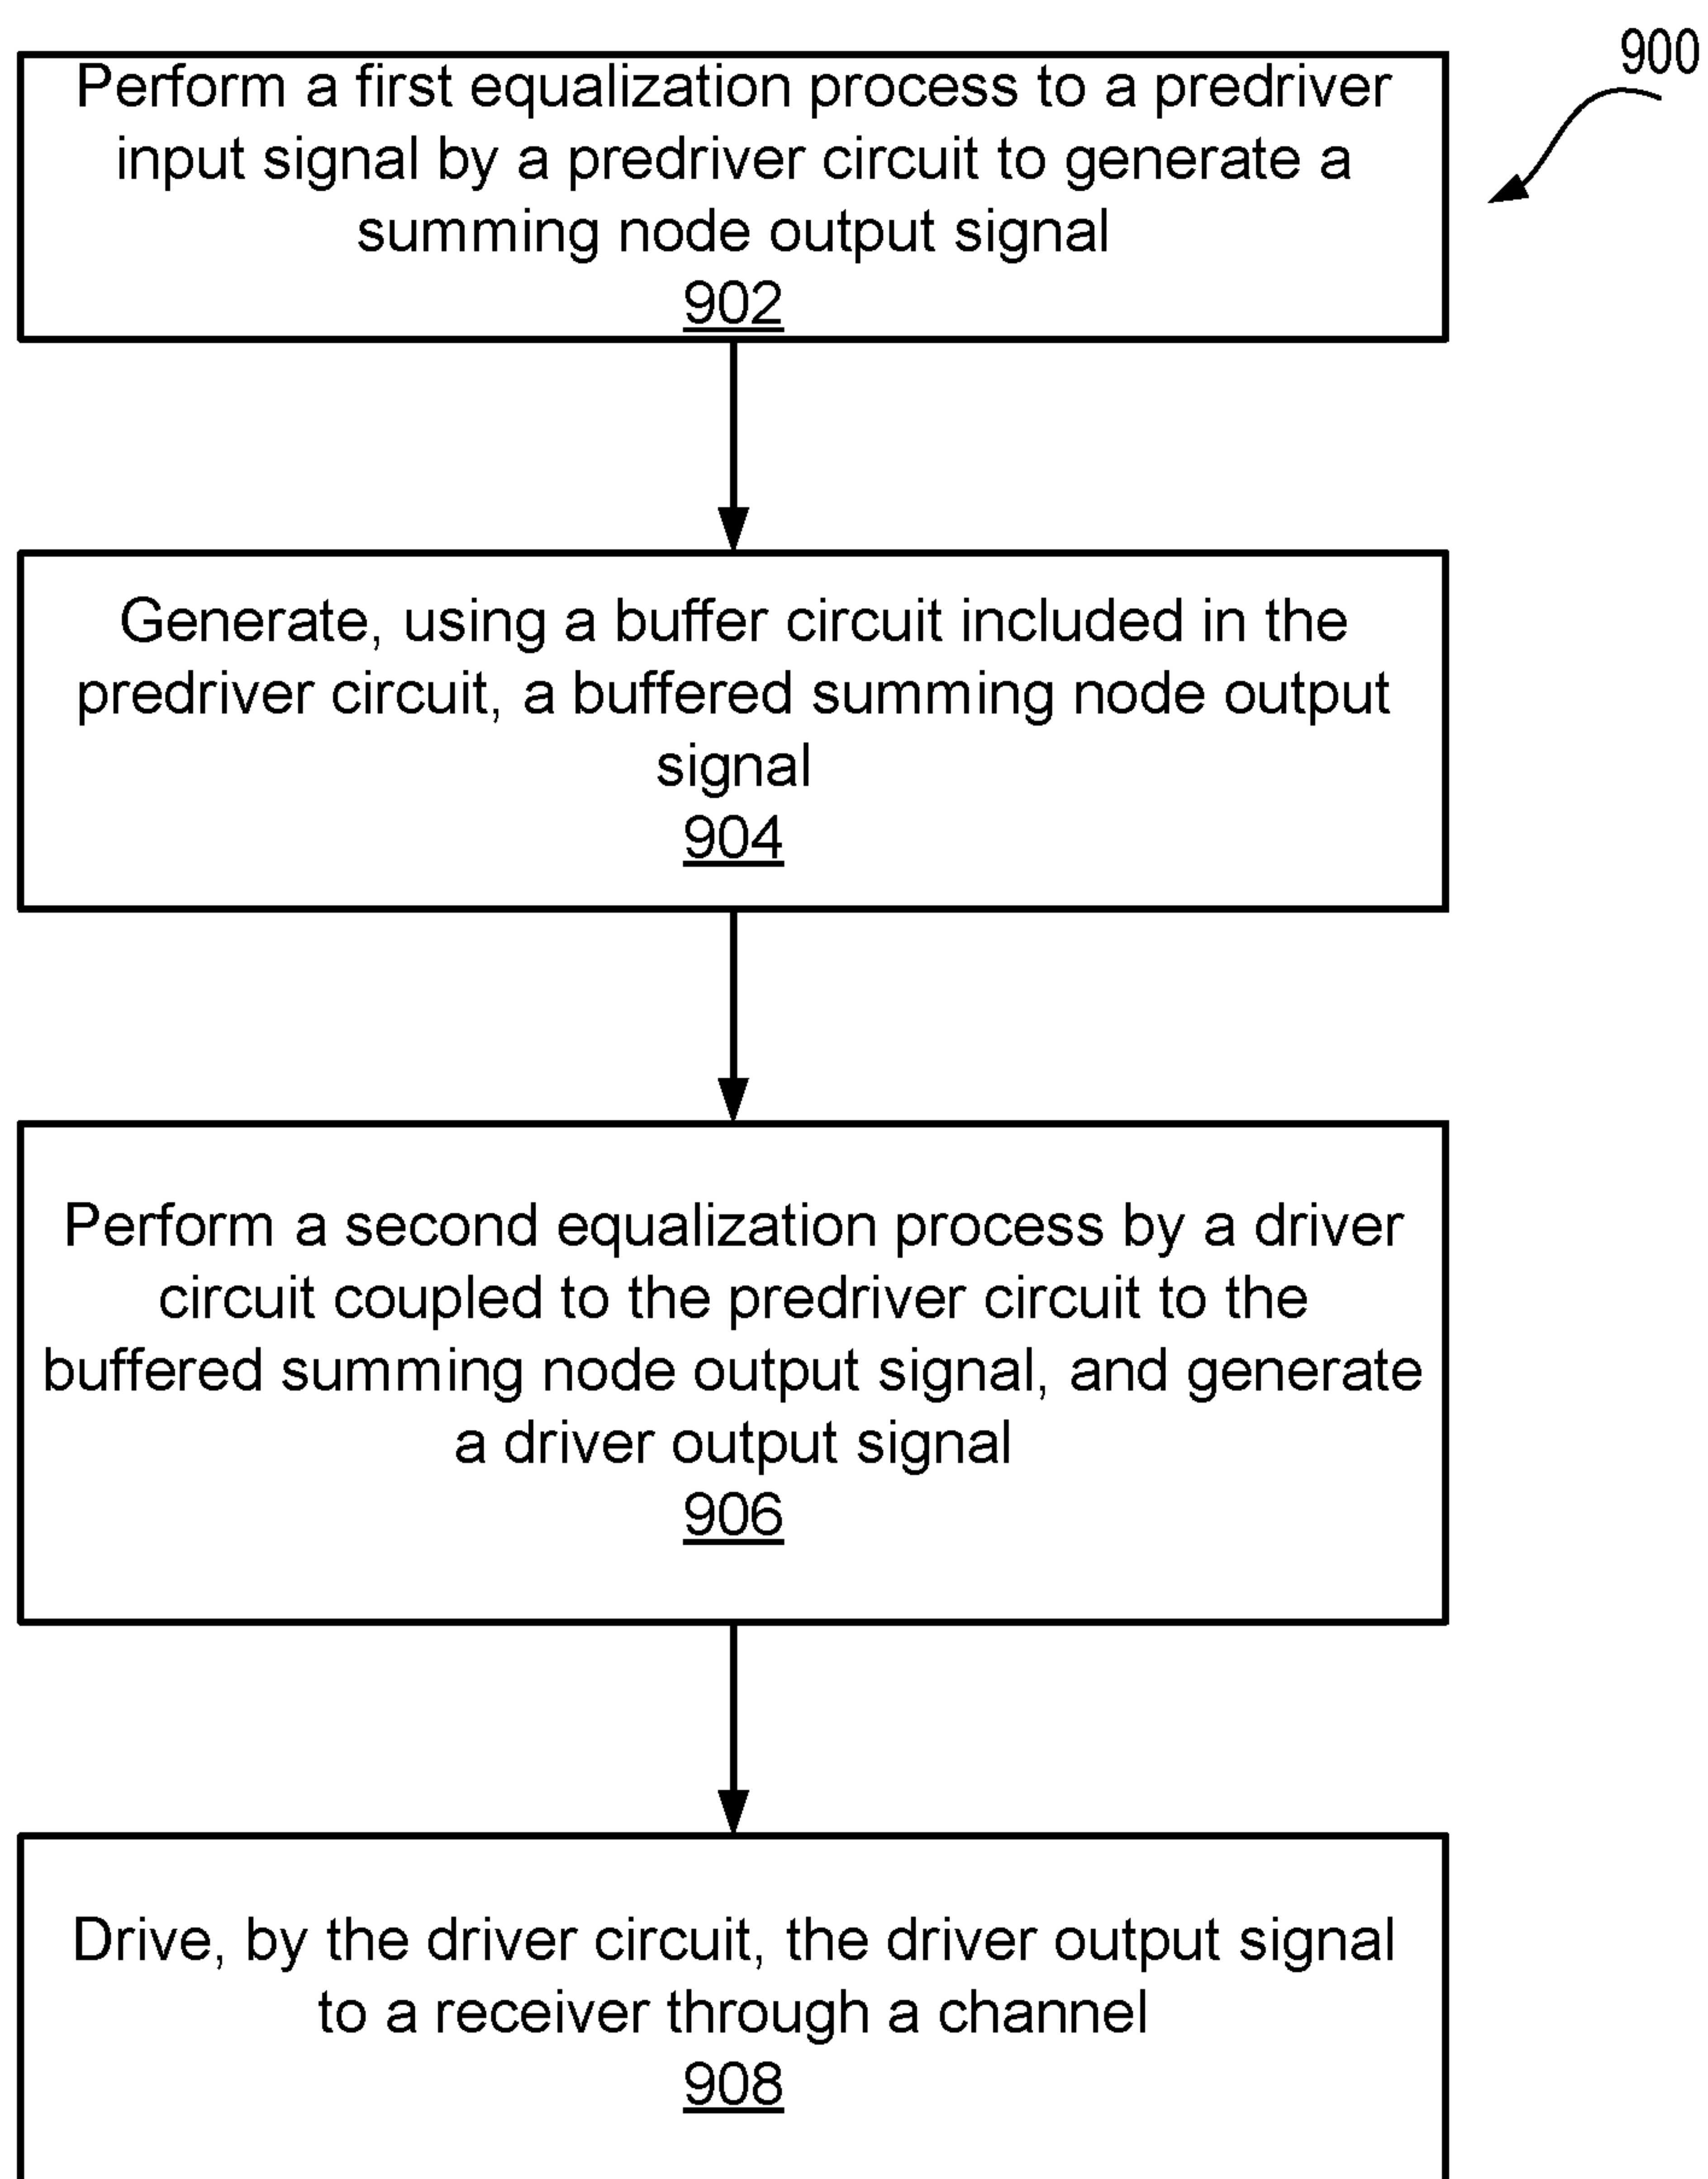 900
Perform a first equalization process to a predriver
input signal by a predriver circuit to generate a
summing node output signal
902
Generate, using a buffer circuit included in the
predriver circuit, a buffered summing node output
signal
904
Perform a second equalization process by a driver
circuit coupled to the predriver circuit to the
buffered summing node output signal, and generate
a driver output signal
906
Drive, by the driver circuit, the driver output signal
to a receiver through a channel
908